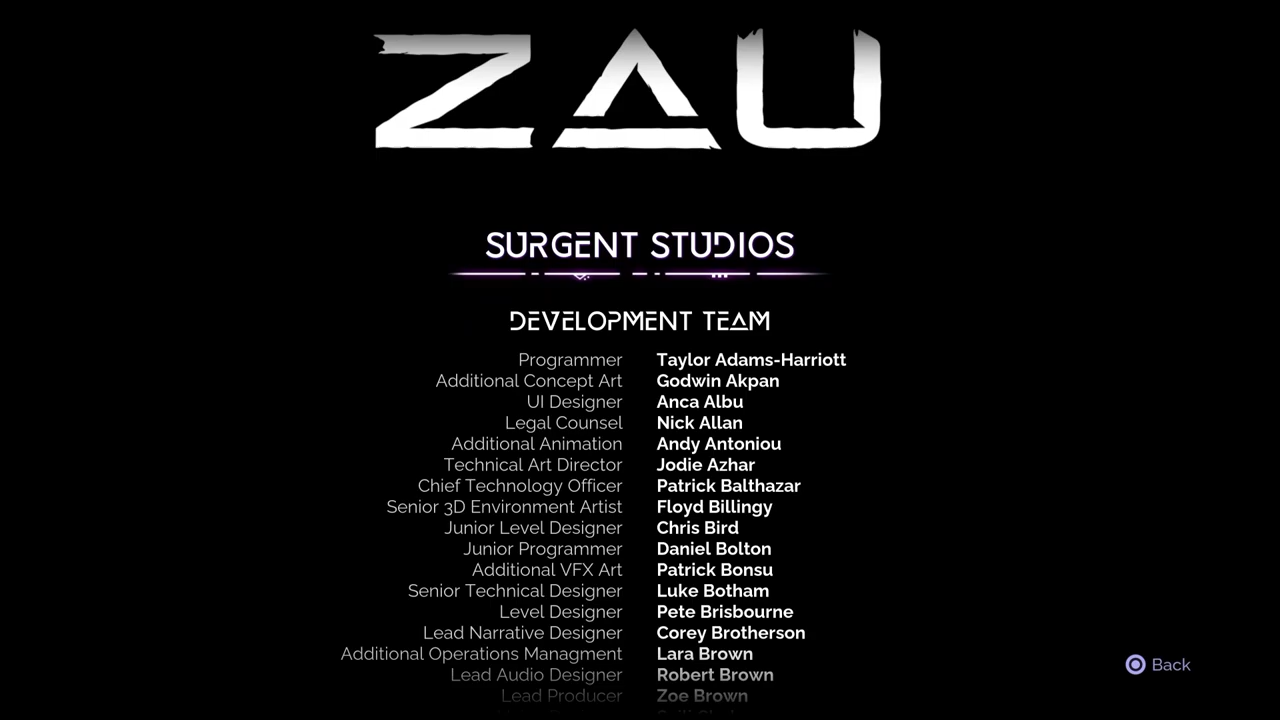 ZAU
SURGENT STUDIOS
DEVELOPMENT TEAM
Programmer Taylor Adams-Harriott
Additional Concept Art Godwin Akpan
UI Designer Anca Albu
Legal Counsel Nick Allan
Additional Animation Andy Antoniou
Technical Art Director Jodie Azhar
Chief Technology Officer Patrick Balthazar
Senior 3D Environment Artist Floyd Billingy
Junior Level Designer Chris Bird
Junior Programmer Daniel Bolton
Additional VFX Art Patrick Bonsu
Senior Technical Designer Luke Botham
Level Designer Pete Brisbourne
Lead Narrative Designer Corey Brotherson
Additional Operations Managment Lara Brown
Lead Audio Designer Robert Brown
Lead Producer Zoe Brown
Back